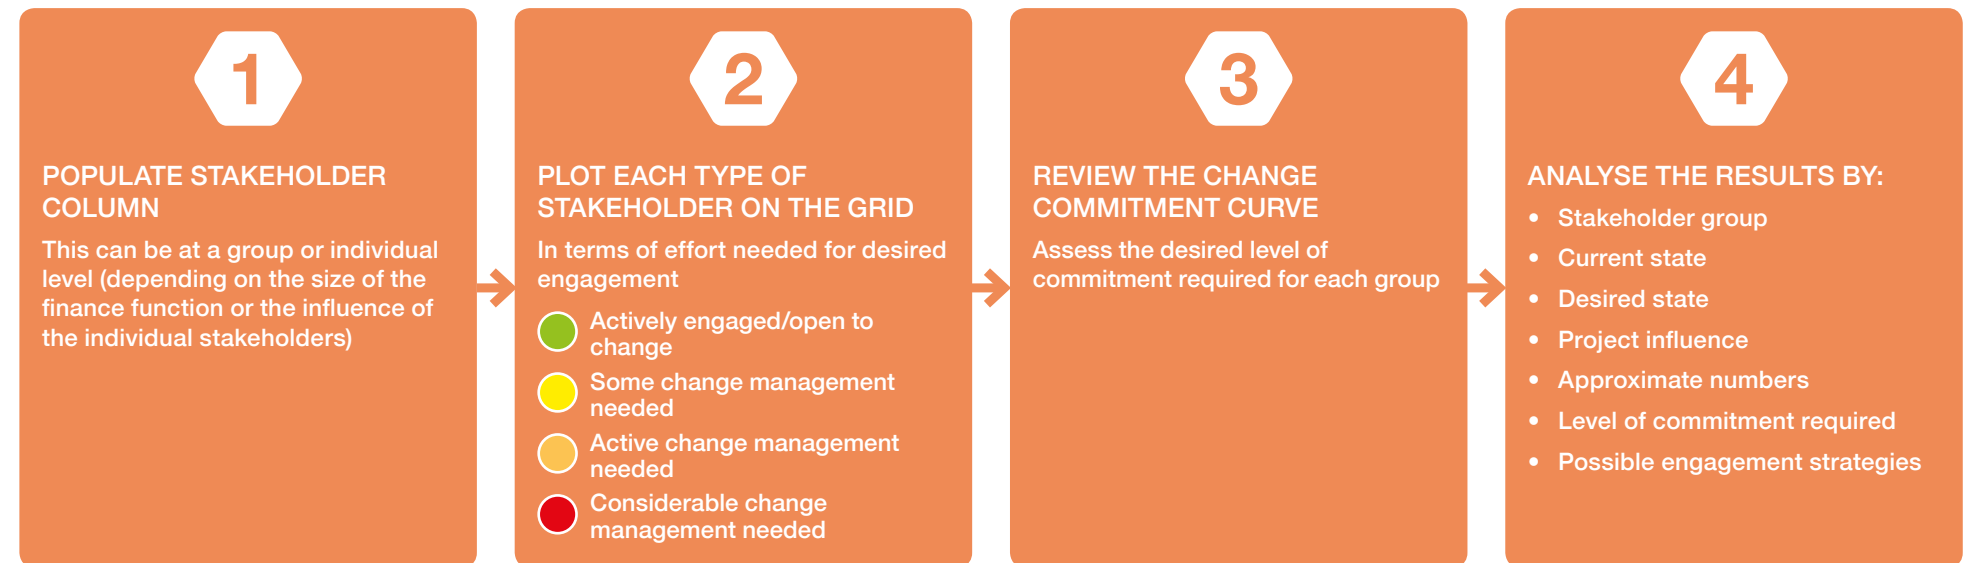 1
POPULATE STAKEHOLDER
COLUMN
This can be at a group or individual
level (depending on the size of the
finance function or the influence of
the individual stakeholders)
2
PLOT EACH TYPE OF
STAKEHOLDER ON THE GRID
In terms of effort needed for desired
engagement
Actively engaged/open to
change
Some change management
needed
Active change management
needed
Considerable change
management needed
3
REVIEW THE CHANGE
COMMITMENT CURVE
Assess the desired level of
commitment required for each group
4
ANALYSE THE RESULTS BY:
• Stakeholder group
• Current state
• Desired state
• Project influence
• Approximate numbers
• Level of commitment required
• Possible engagement strategies